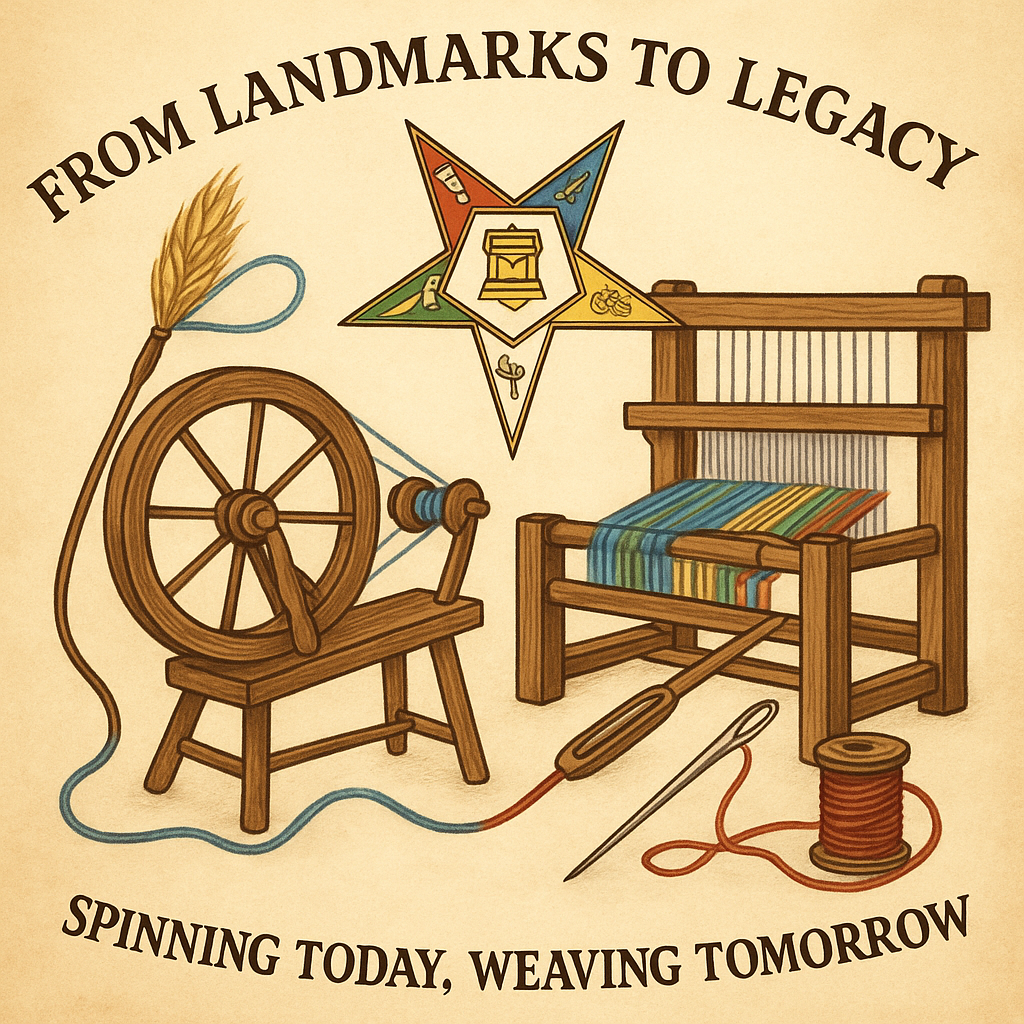 FROM LANDMARKS TO LEGACY
SPINNING TODAY, WEAVING TOMORROW